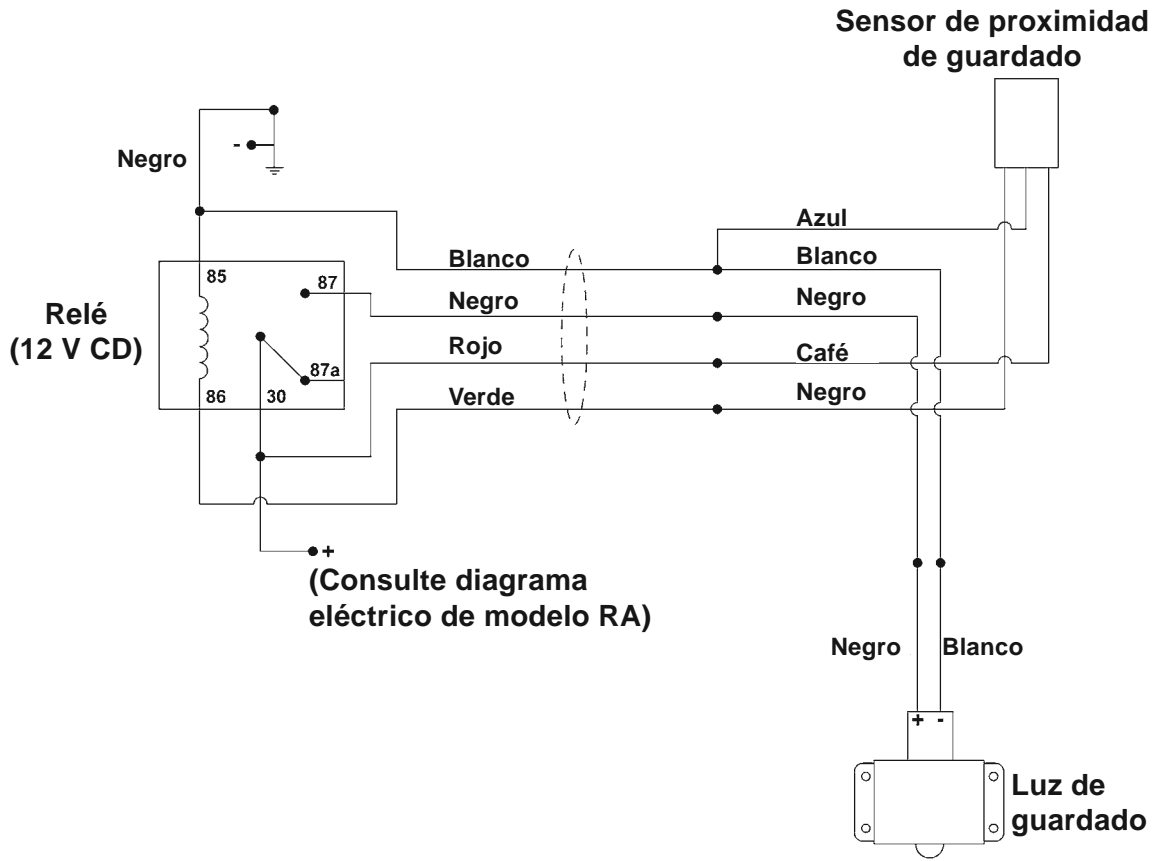 Sensor de proximidad
de guardado
Negro
-
Azul
Blanco
Blanco
85
87
Negro
Negro
Relé
(12 V CD)
Rojo
Café
87a
86
30
Verde
Negro
+
(Consulte diagrama
eléctrico de modelo RA)
Negro
Blanco
+ -
Luz de
guardado